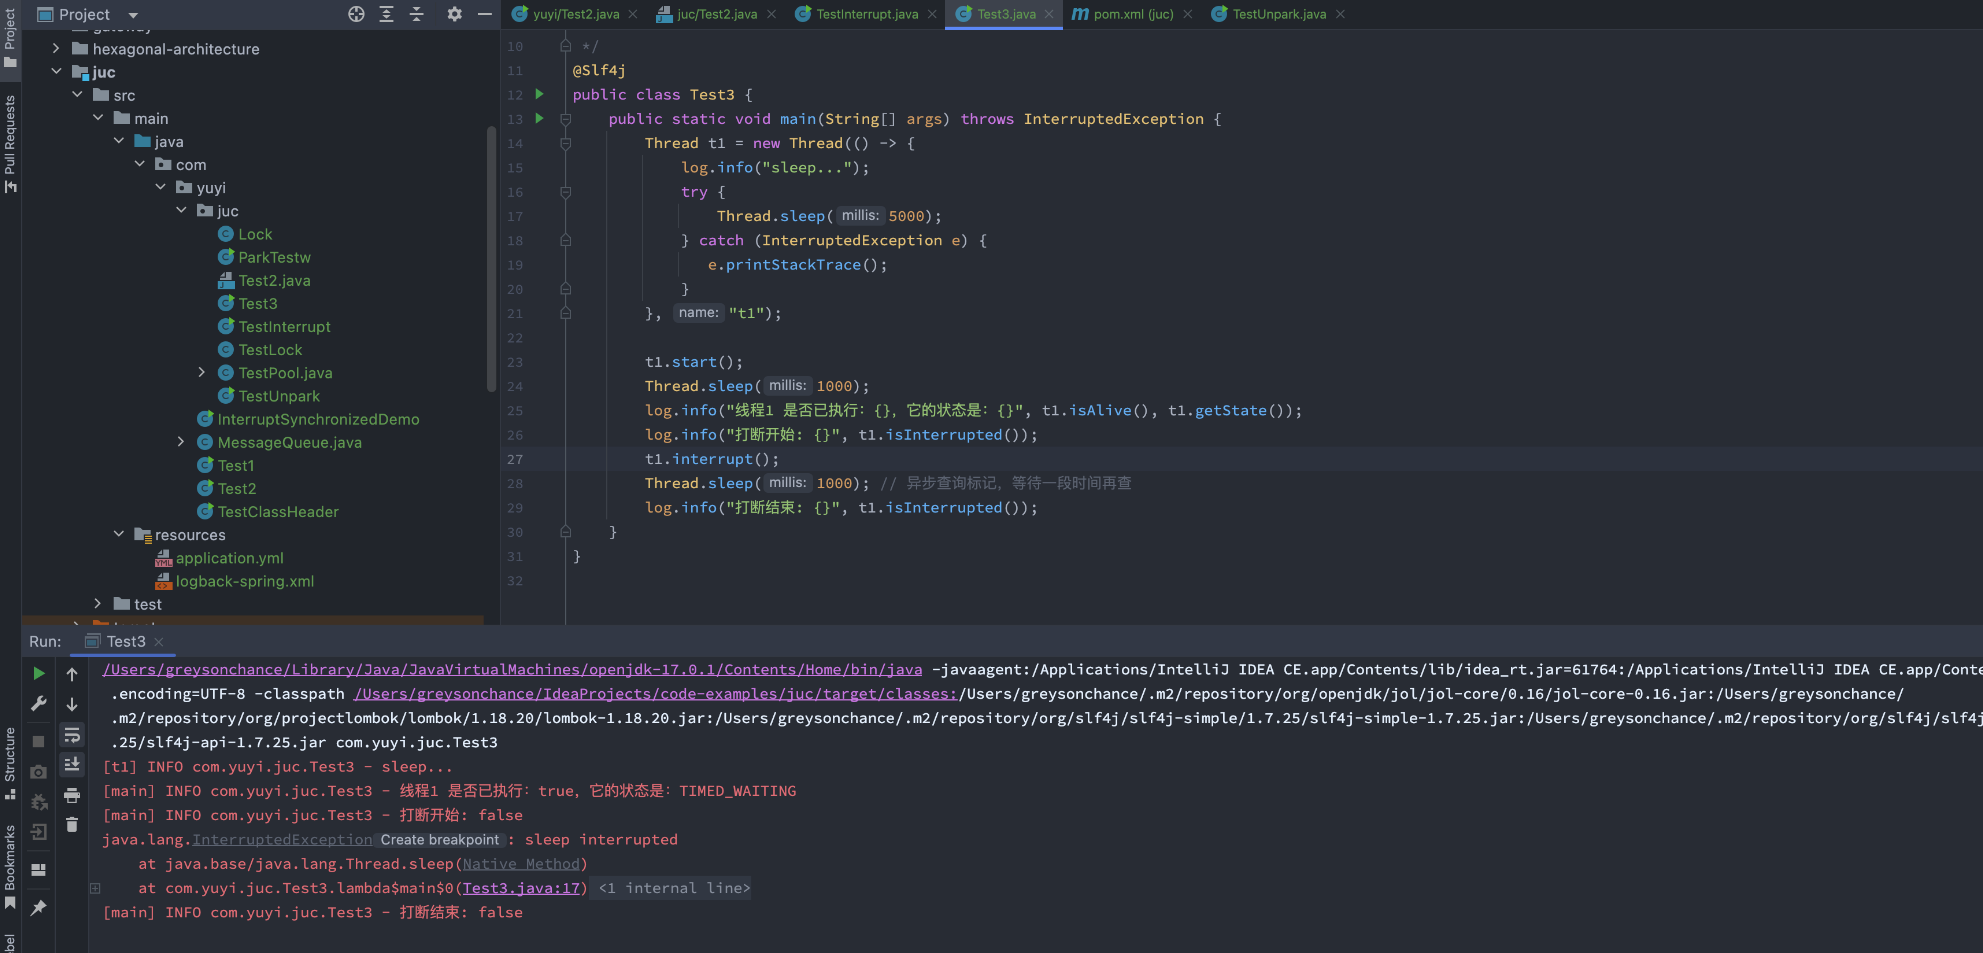 Project
yuyi/Test2.java
juc/Test2.java
TestInterrupt.java
Test3.java
pom.xml (juc)
TestUnpark.java
Project
Pull Requests
Structure
Bookmarks
hexagonal-architecture
juc
src
main
java
com
yuyi
juc
Lock
ParkTestw
Test2.java
Test3
TestInterrupt
TestLock
TestPool.java
TestUnpark
InterruptSynchronizedDemo
MessageQueue.java
Test1
Test2
TestClassHeader
resources
application.yml
logback-spring.xml
test
10 */
11 @Slf4j
12 public class Test3 {
13 public static void main(String[] args) throws InterruptedException {
14 Thread t1 = new Thread(() -> {
15 log.info("sleep...");
16 try {
17 Thread.sleep( millis: 5000);
18 } catch (InterruptedException e) {
19 e.printStackTrace();
20 }
21 }, name: "t1");
22
23 t1.start();
24 Thread.sleep( millis: 1000);
25 log.info("线程1 是否已执行：{}，它的状态是：{}", t1.isAlive(), t1.getState());
26 log.info("打断开始: {}", t1.isInterrupted());
27 t1.interrupt();
28 Thread.sleep( millis: 1000); // 异步查询标记，等待一段时间再查
29 log.info("打断结束: {}", t1.isInterrupted());
30 }
31 }
32
Run: Test3
/Users/greysonchance/Library/Java/JavaVirtualMachines/openjdk-17.0.1/Contents/Home/bin/java -javaagent:/Applications/IntelliJ IDEA CE.app/Contents/lib/idea_rt.jar=61764:/Applications/IntelliJ IDEA CE.app/Conte
.encoding=UTF-8 -classpath /Users/greysonchance/IdeaProjects/code-examples/juc/target/classes:/Users/greysonchance/.m2/repository/org/openjdk/jol/jol-core/0.16/jol-core-0.16.jar:/Users/greysonchance/
.m2/repository/org/projectlombok/lombok/1.18.20/lombok-1.18.20.jar:/Users/greysonchance/.m2/repository/org/slf4j/slf4j-simple/1.7.25/slf4j-simple-1.7.25.jar:/Users/greysonchance/.m2/repository/org/slf4j/slf4j
.25/slf4j-api-1.7.25.jar com.yuyi.juc.Test3
[t1] INFO com.yuyi.juc.Test3 - sleep...
[main] INFO com.yuyi.juc.Test3 - 线程1 是否已执行：true，它的状态是：TIMED_WAITING
[main] INFO com.yuyi.juc.Test3 - 打断开始: false
java.lang.InterruptedException Create breakpoint : sleep interrupted
at java.base/java.lang.Thread.sleep(Native Method)
at com.yuyi.juc.Test3.lambda$main$0(Test3.java:17) <1 internal line>
[main] INFO com.yuyi.juc.Test3 - 打断结束: false